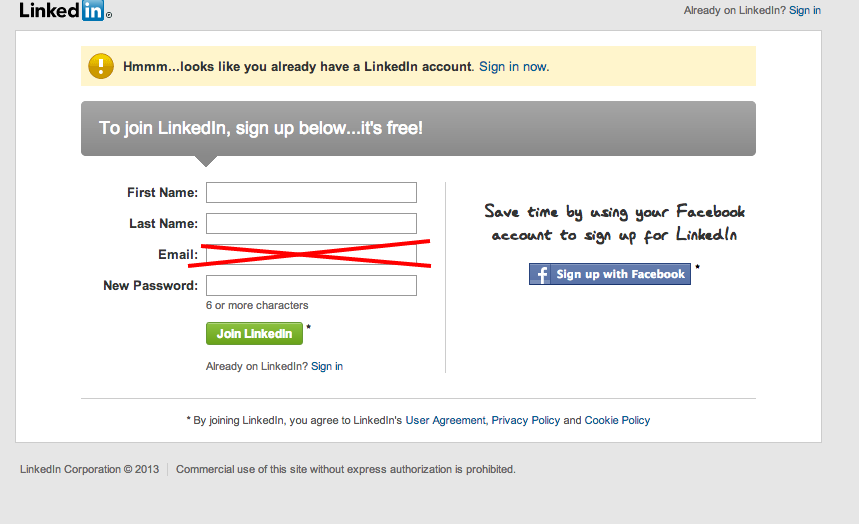 Linked in ®
Already on LinkedIn? Sign in
Hmmm...looks like you already have a LinkedIn account. Sign in now.
To join LinkedIn, sign up below...it's free!
First Name:
Last Name:
Email:
New Password:
6 or more characters
Join LinkedIn *
Already on LinkedIn? Sign in
Save time by using your Facebook
account to sign up for LinkedIn
f Sign up with Facebook *
* By joining LinkedIn, you agree to LinkedIn's User Agreement, Privacy Policy and Cookie Policy
LinkedIn Corporation © 2013 | Commercial use of this site without express authorization is prohibited.